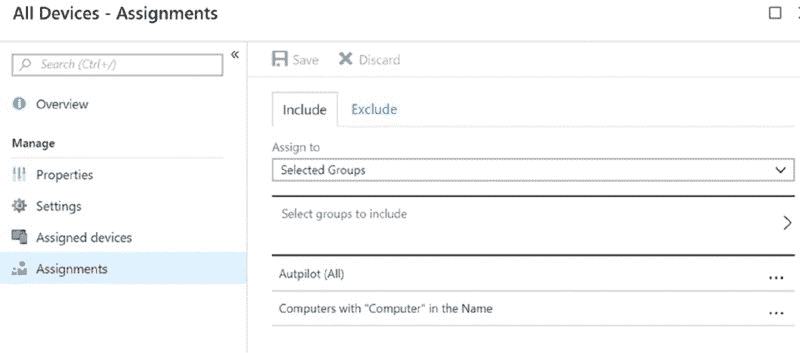 All Devices - Assignments
Search (Ctrl+/)
«
Overview
Manage
Properties
Settings
Assigned devices
Assignments
Save Discard
Include Exclude
Assign to
Selected Groups
Select groups to include
Autpilot (All) ...
Computers with "Computer" in the Name ...